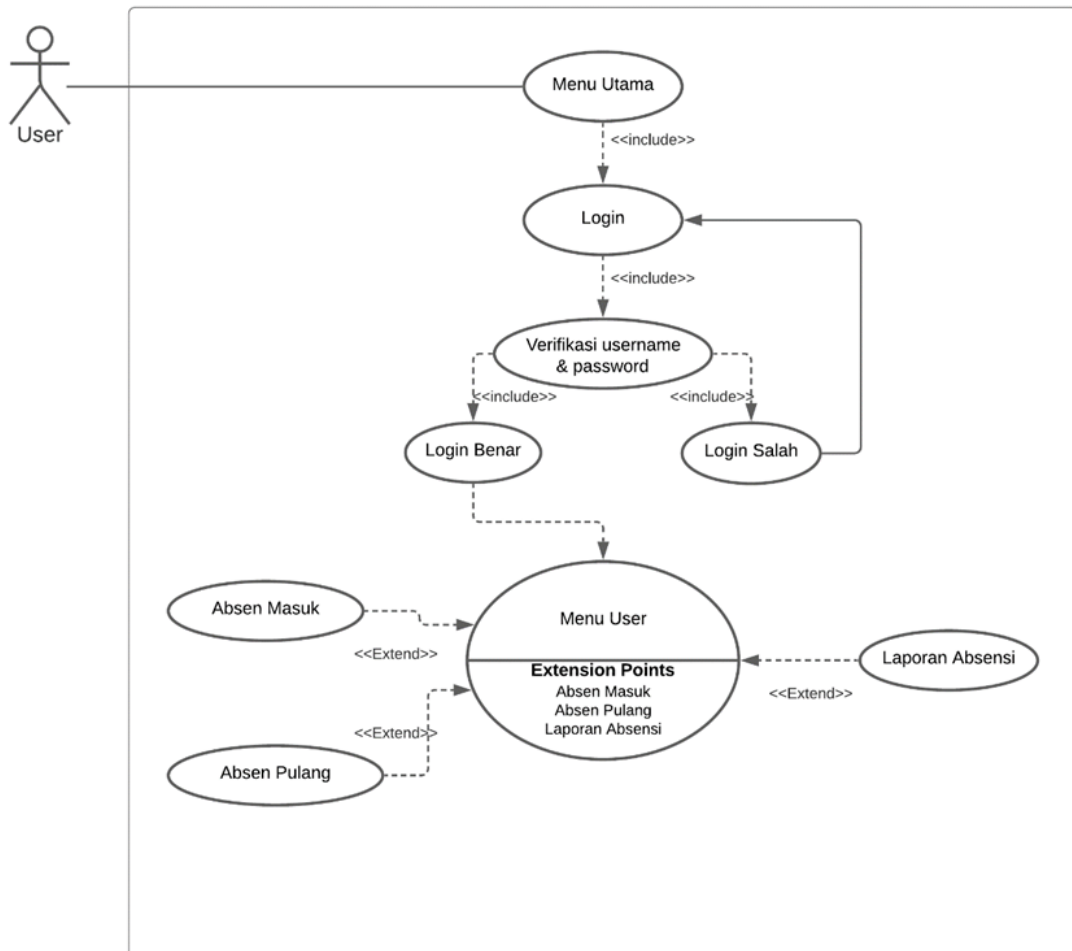 User
Menu Utama
<<include>>
Login
<<include>>
Verifikasi username
& password
<<include>>
<<include>>
Login Benar
Login Salah
Absen Masuk
<<Extend>>
Menu User
Extension Points
Absen Masuk
Absen Pulang
Laporan Absensi
Laporan Absensi
<<Extend>>
<<Extend>>
Absen Pulang